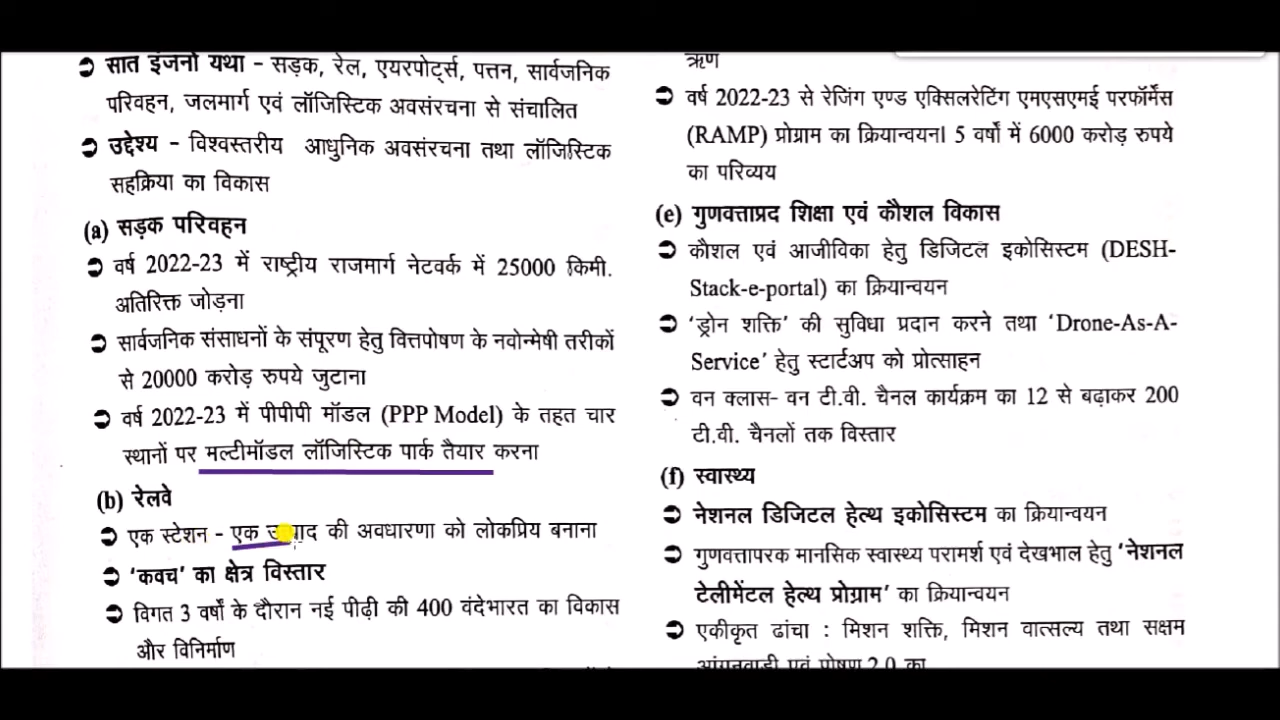 सात इंजनों यथा - सड़क, रेल, एयरपोर्ट्स, पत्तन, सार्वजनिक
परिवहन, जलमार्ग एवं लॉजिस्टिक अवसंरचना से संचालित
उद्देश्य - विश्वस्तरीय आधुनिक अवसंरचना तथा लॉजिस्टिक
सहक्रिया का विकास
(a) सड़क परिवहन
वर्ष 2022-23 में राष्ट्रीय राजमार्ग नेटवर्क में 25000 किमी.
अतिरिक्त जोड़ना
सार्वजनिक संसाधनों के संपूरण हेतु वित्तपोषण के नवोन्मेषी तरीकों
से 20000 करोड़ रुपये जुटाना
वर्ष 2022-23 में पीपीपी मॉडल (PPP Model) के तहत चार
स्थानों पर मल्टीमॉडल लॉजिस्टिक पार्क तैयार करना
(b) रेलवे
एक स्टेशन - एक उत्पाद की अवधारणा को लोकप्रिय बनाना
'कवच' का क्षेत्र विस्तार
विगत 3 वर्षों के दौरान नई पीढ़ी की 400 वंदेभारत का विकास
और विनिर्माण
ऋण
वर्ष 2022-23 से रेजिंग एण्ड एक्सिलरेटिंग एमएसएमई परफॉर्मेंस
(RAMP) प्रोग्राम का क्रियान्वयन। 5 वर्षों में 6000 करोड़ रुपये
का परिव्यय
(e) गुणवत्ताप्रद शिक्षा एवं कौशल विकास
कौशल एवं आजीविका हेतु डिजिटल इकोसिस्टम (DESH-
Stack-e-portal) का क्रियान्वयन
'ड्रोन शक्ति' की सुविधा प्रदान करने तथा 'Drone-As-A-
Service' हेतु स्टार्टअप को प्रोत्साहन
वन क्लास- वन टी.वी. चैनल कार्यक्रम का 12 से बढ़ाकर 200
टी.वी. चैनलों तक विस्तार
(f) स्वास्थ्य
नेशनल डिजिटल हेल्थ इकोसिस्टम का क्रियान्वयन
गुणवत्तापरक मानसिक स्वास्थ्य परामर्श एवं देखभाल हेतु 'नेशनल
टेलीमेंटल हेल्थ प्रोग्राम' का क्रियान्वयन
एकीकृत ढांचा : मिशन शक्ति, मिशन वात्सल्य तथा सक्षम
आंगनवाड़ी एवं पोषण 2.0 का